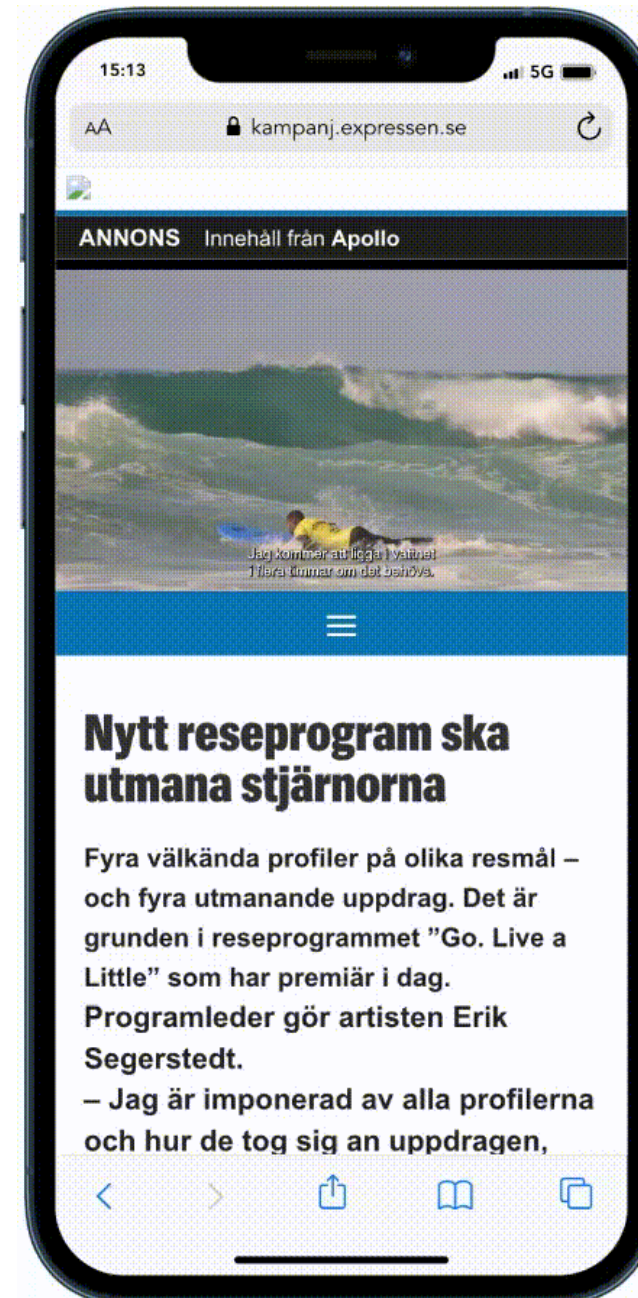 15:13
5G
AA kampanj.expressen.se
ANNONS Innehåll från Apollo
Jag kommer att ligga i vattnet
i flera timmar om det behövs.
Nytt reseprogram ska
utmana stjärnorna
Fyra välkända profiler på olika resmål –
och fyra utmanande uppdrag. Det är
grunden i reseprogrammet ”Go. Live a
Little” som har premiär i dag.
Programleder gör artisten Erik
Segerstedt.
– Jag är imponerad av alla profilerna
och hur de tog sig an uppdragen,